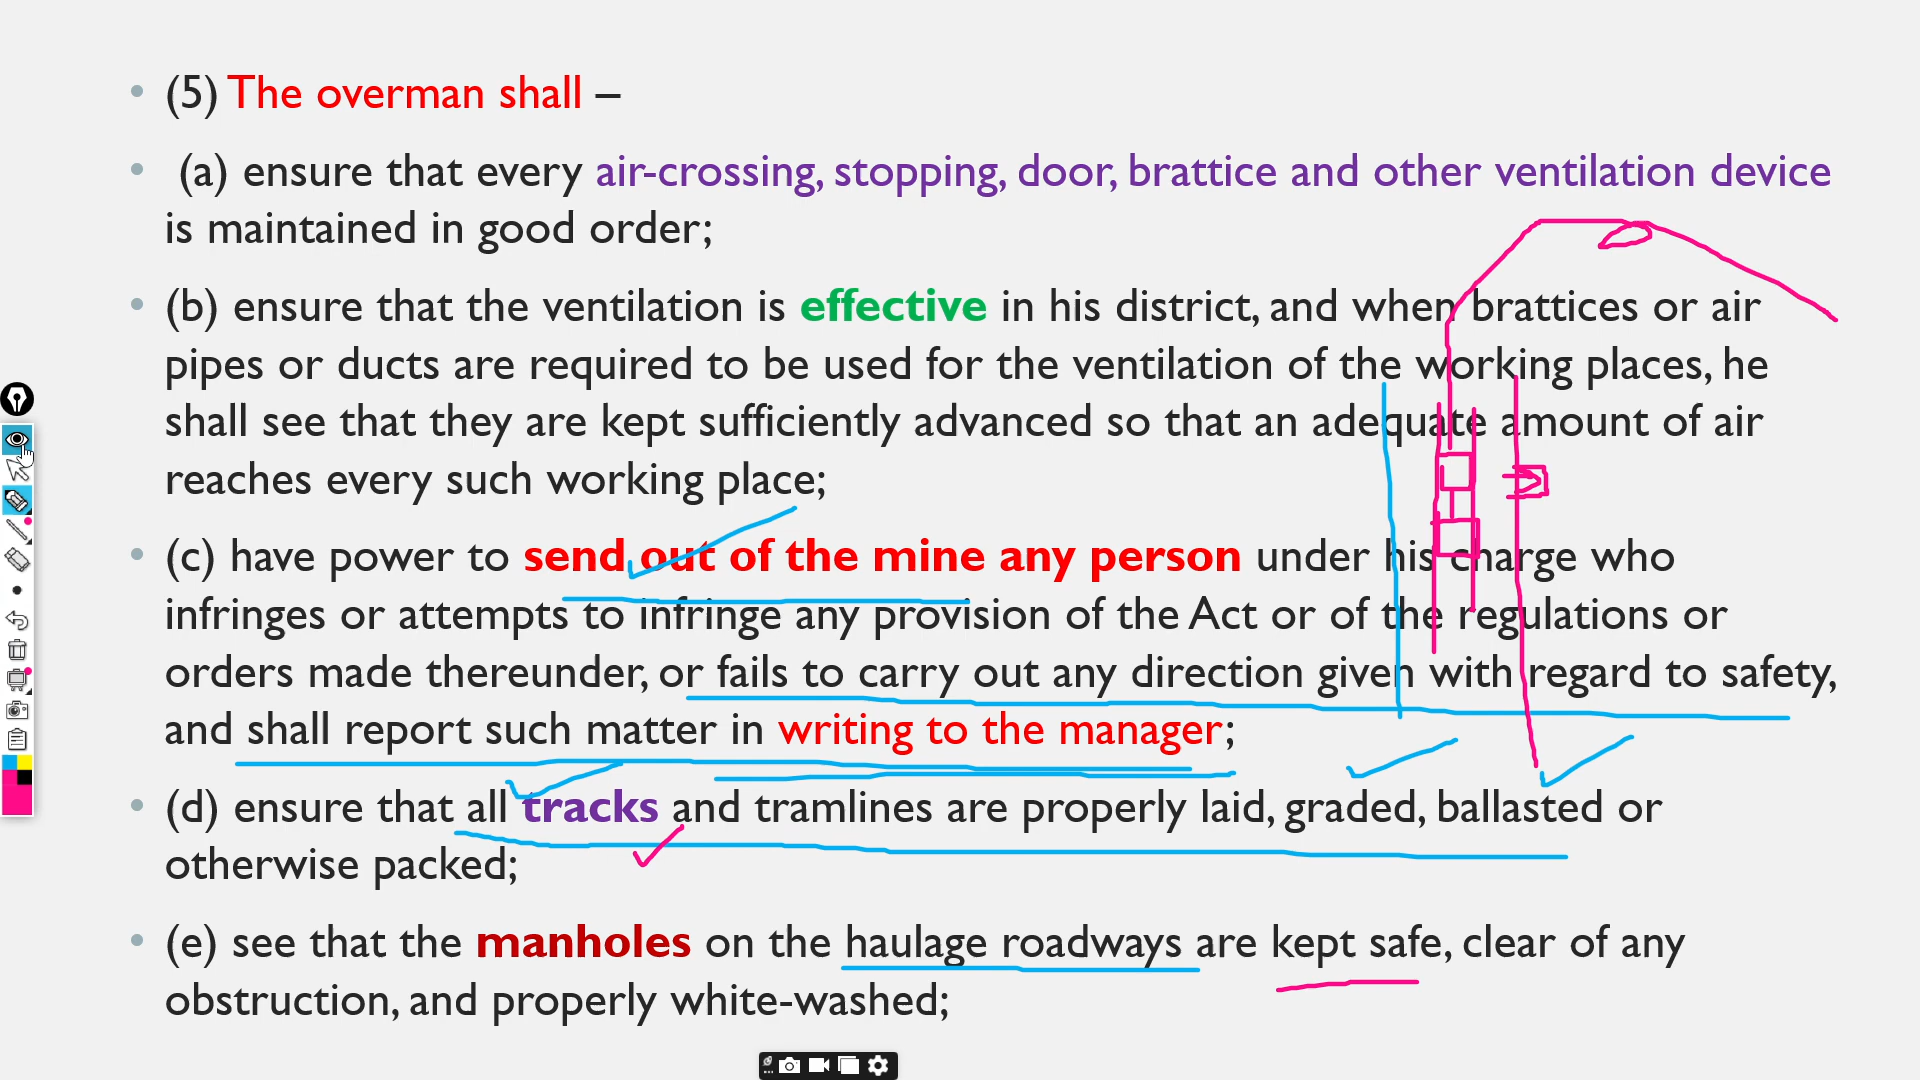 (5) The overman shall –
(a) ensure that every air-crossing, stopping, door, brattice and other ventilation device
is maintained in good order;
(b) ensure that the ventilation is effective in his district, and when brattices or air
pipes or ducts are required to be used for the ventilation of the working places, he
shall see that they are kept sufficiently advanced so that an adequate amount of air
reaches every such working place;
(c) have power to send out of the mine any person under his charge who
infringes or attempts to infringe any provision of the Act or of the regulations or
orders made thereunder, or fails to carry out any direction given with regard to safety,
and shall report such matter in writing to the manager;
(d) ensure that all tracks and tramlines are properly laid, graded, ballasted or
otherwise packed;
(e) see that the manholes on the haulage roadways are kept safe, clear of any
obstruction, and properly white-washed;